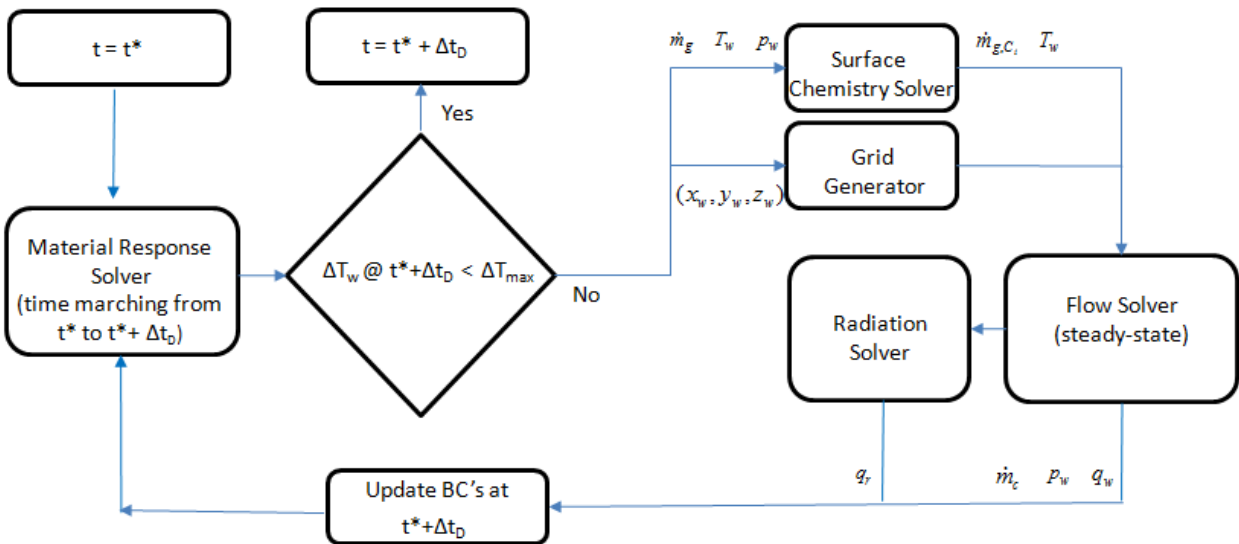 t = t*
t = t* + Δt_D
Yes
Material Response
Solver
(time marching from
t* to t*+ Δt_D)
ΔT_w @ t*+Δt_D < ΔT_max
No
ṁ_g T_w p_w
Surface
Chemistry Solver
ṁ_{g,C_i} T_w
Grid
Generator
(x_w, y_w, z_w)
Flow Solver
(steady-state)
Radiation
Solver
q_r
ṁ_c p_w q_w
Update BC's at
t*+Δt_D